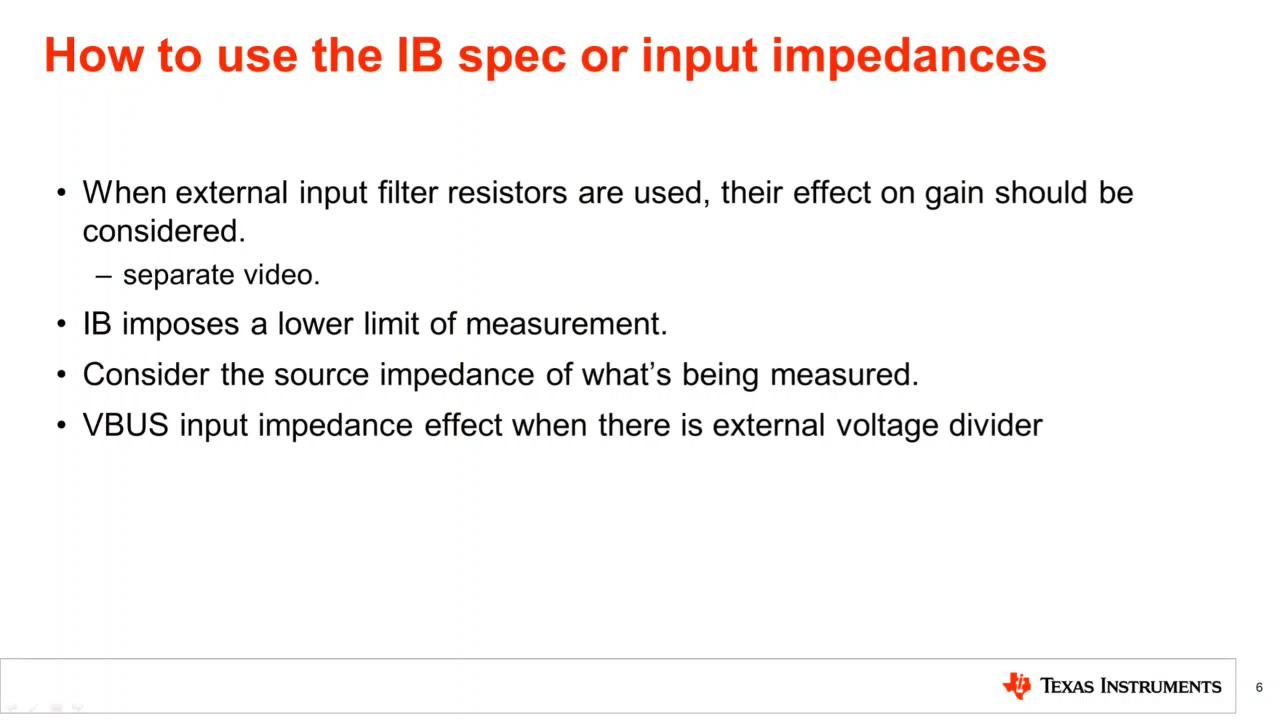 How to use the IB spec or input impedances
• When external input filter resistors are used, their effect on gain should be
considered.
– separate video.
• IB imposes a lower limit of measurement.
• Consider the source impedance of what’s being measured.
• VBUS input impedance effect when there is external voltage divider
TEXAS INSTRUMENTS
6